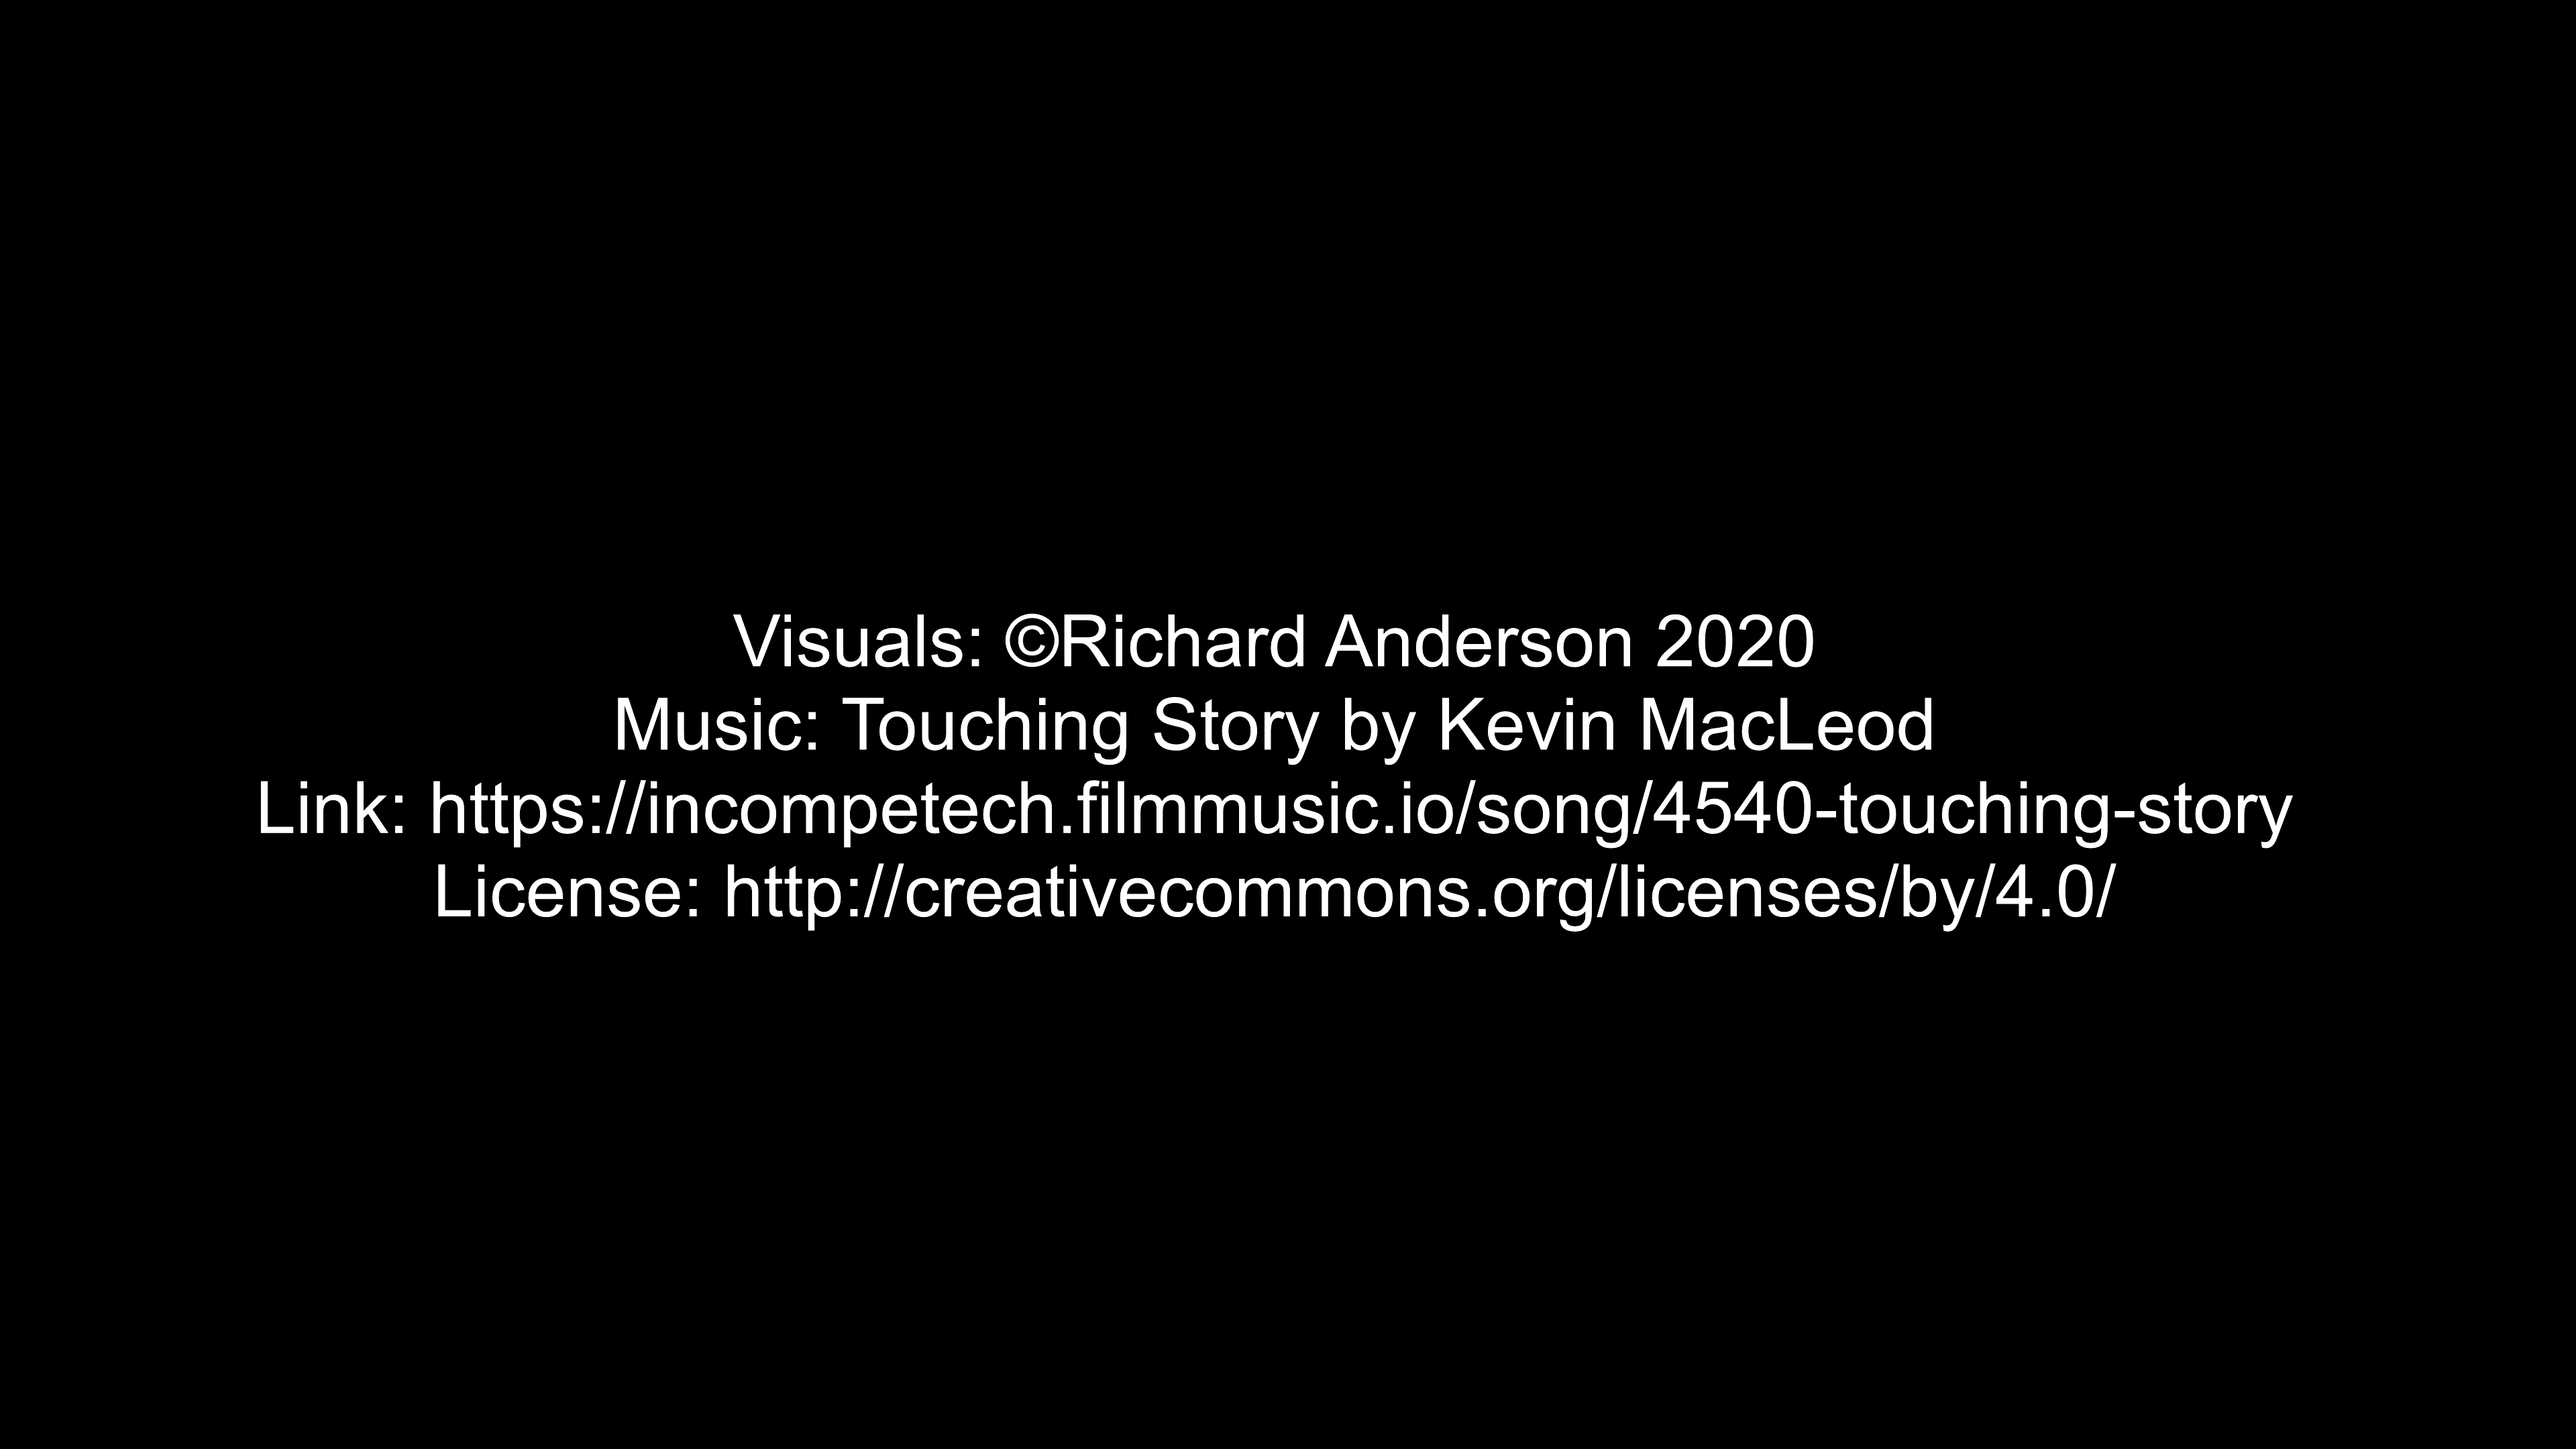 Visuals: ©Richard Anderson 2020
Music: Touching Story by Kevin MacLeod
Link: https://incompetech.filmmusic.io/song/4540-touching-story
License: http://creativecommons.org/licenses/by/4.0/